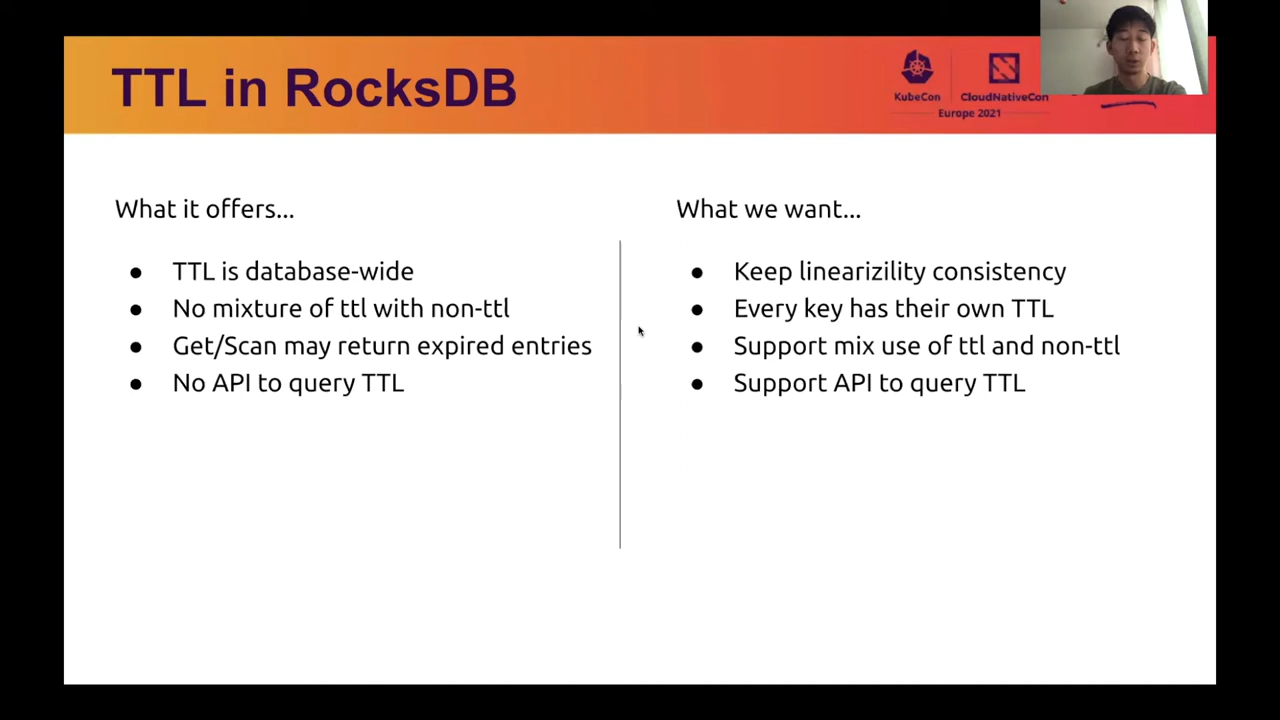 TTL in RocksDB
KubeCon
CloudNativeCon
Europe 2021
What it offers...
● TTL is database-wide
● No mixture of ttl with non-ttl
● Get/Scan may return expired entries
● No API to query TTL
What we want...
● Keep linearizility consistency
● Every key has their own TTL
● Support mix use of ttl and non-ttl
● Support API to query TTL